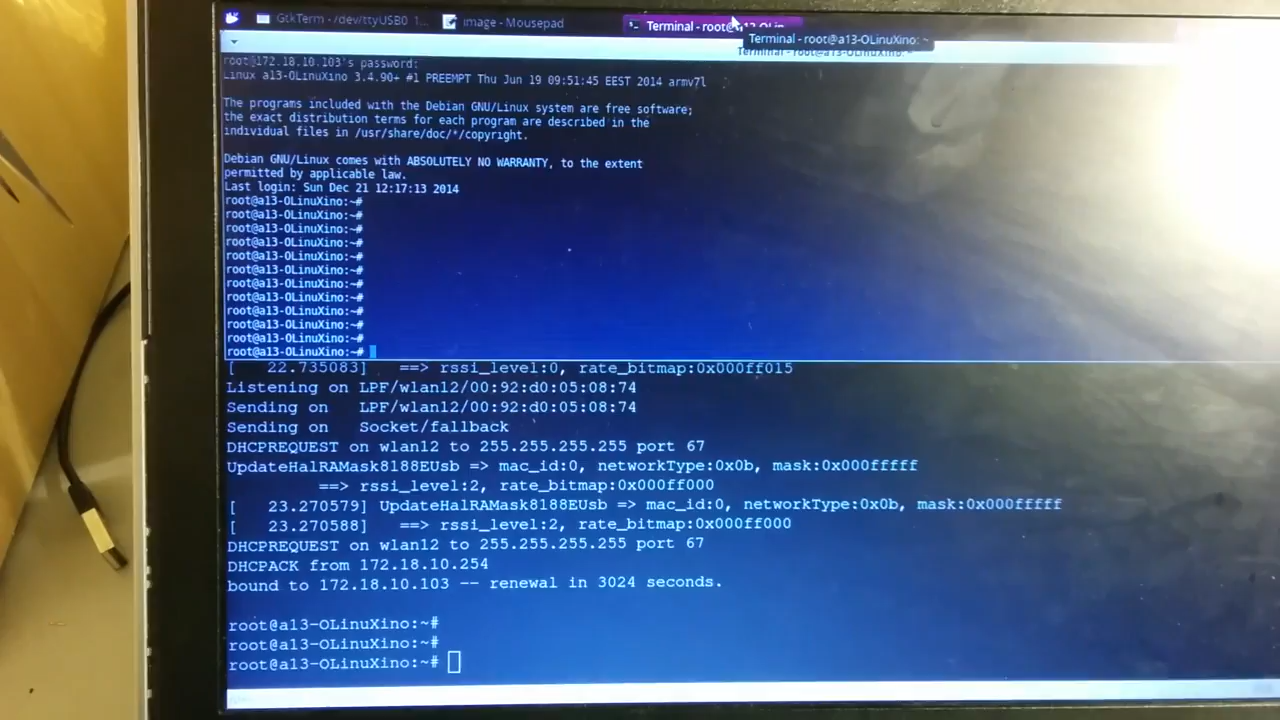 GtkTerm - /dev/ttyUSB0 1...
image - Mousepad
Terminal - root@a13-OLin...
Terminal - root@a13-OLinuXino: ~
Terminal - root@a13-OLinuXino: ~
root@172.18.10.103's password:
Linux a13-OLinuXino 3.4.90+ #1 PREEMPT Thu Jun 19 09:51:45 EEST 2014 armv7l
The programs included with the Debian GNU/Linux system are free software;
the exact distribution terms for each program are described in the
individual files in /usr/share/doc/*/copyright.
Debian GNU/Linux comes with ABSOLUTELY NO WARRANTY, to the extent
permitted by applicable law.
Last login: Sun Dec 21 12:17:13 2014
root@a13-OLinuXino:~#
root@a13-OLinuXino:~#
root@a13-OLinuXino:~#
root@a13-OLinuXino:~#
root@a13-OLinuXino:~#
root@a13-OLinuXino:~#
root@a13-OLinuXino:~#
root@a13-OLinuXino:~#
root@a13-OLinuXino:~#
root@a13-OLinuXino:~#
root@a13-OLinuXino:~#
root@a13-OLinuXino:~#
[   22.735083]   ==> rssi_level:0, rate_bitmap:0x000ff015
Listening on LPF/wlan12/00:92:d0:05:08:74
Sending on   LPF/wlan12/00:92:d0:05:08:74
Sending on   Socket/fallback
DHCPREQUEST on wlan12 to 255.255.255.255 port 67
UpdateHalRAMask8188EUsb => mac_id:0, networkType:0x0b, mask:0x000fffff
==> rssi_level:2, rate_bitmap:0x000ff000
[   23.270579] UpdateHalRAMask8188EUsb => mac_id:0, networkType:0x0b, mask:0x000fffff
[   23.270588]   ==> rssi_level:2, rate_bitmap:0x000ff000
DHCPREQUEST on wlan12 to 255.255.255.255 port 67
DHCPACK from 172.18.10.254
bound to 172.18.10.103 -- renewal in 3024 seconds.
root@a13-OLinuXino:~#
root@a13-OLinuXino:~#
root@a13-OLinuXino:~#